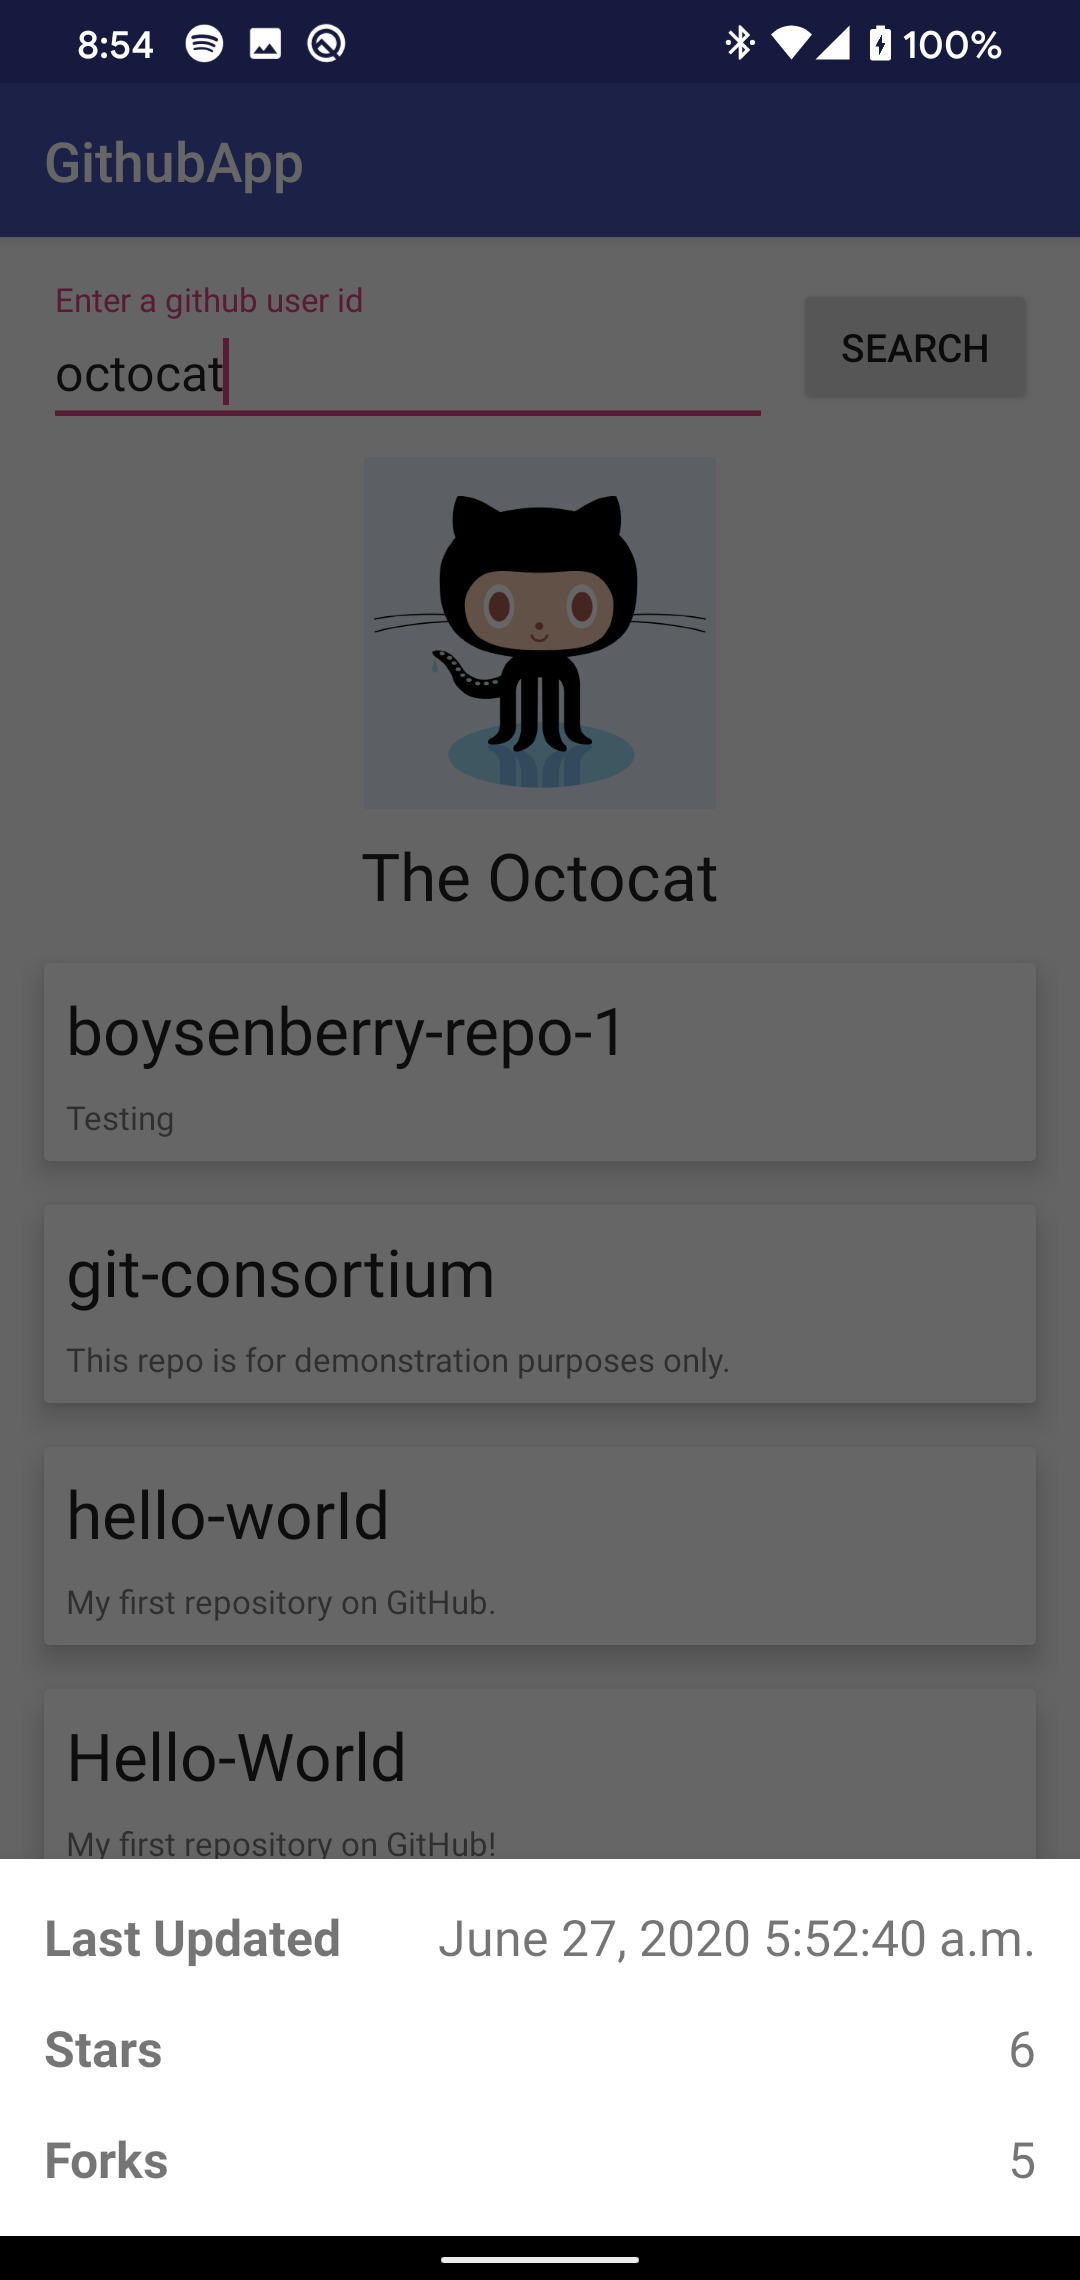 8:54 100%
GithubApp
Enter a github user id
octocat
SEARCH
The Octocat
boysenberry-repo-1
Testing
git-consortium
This repo is for demonstration purposes only.
hello-world
My first repository on GitHub.
Hello-World
My first repository on GitHub!
Last Updated June 27, 2020 5:52:40 a.m.
Stars 6
Forks 5